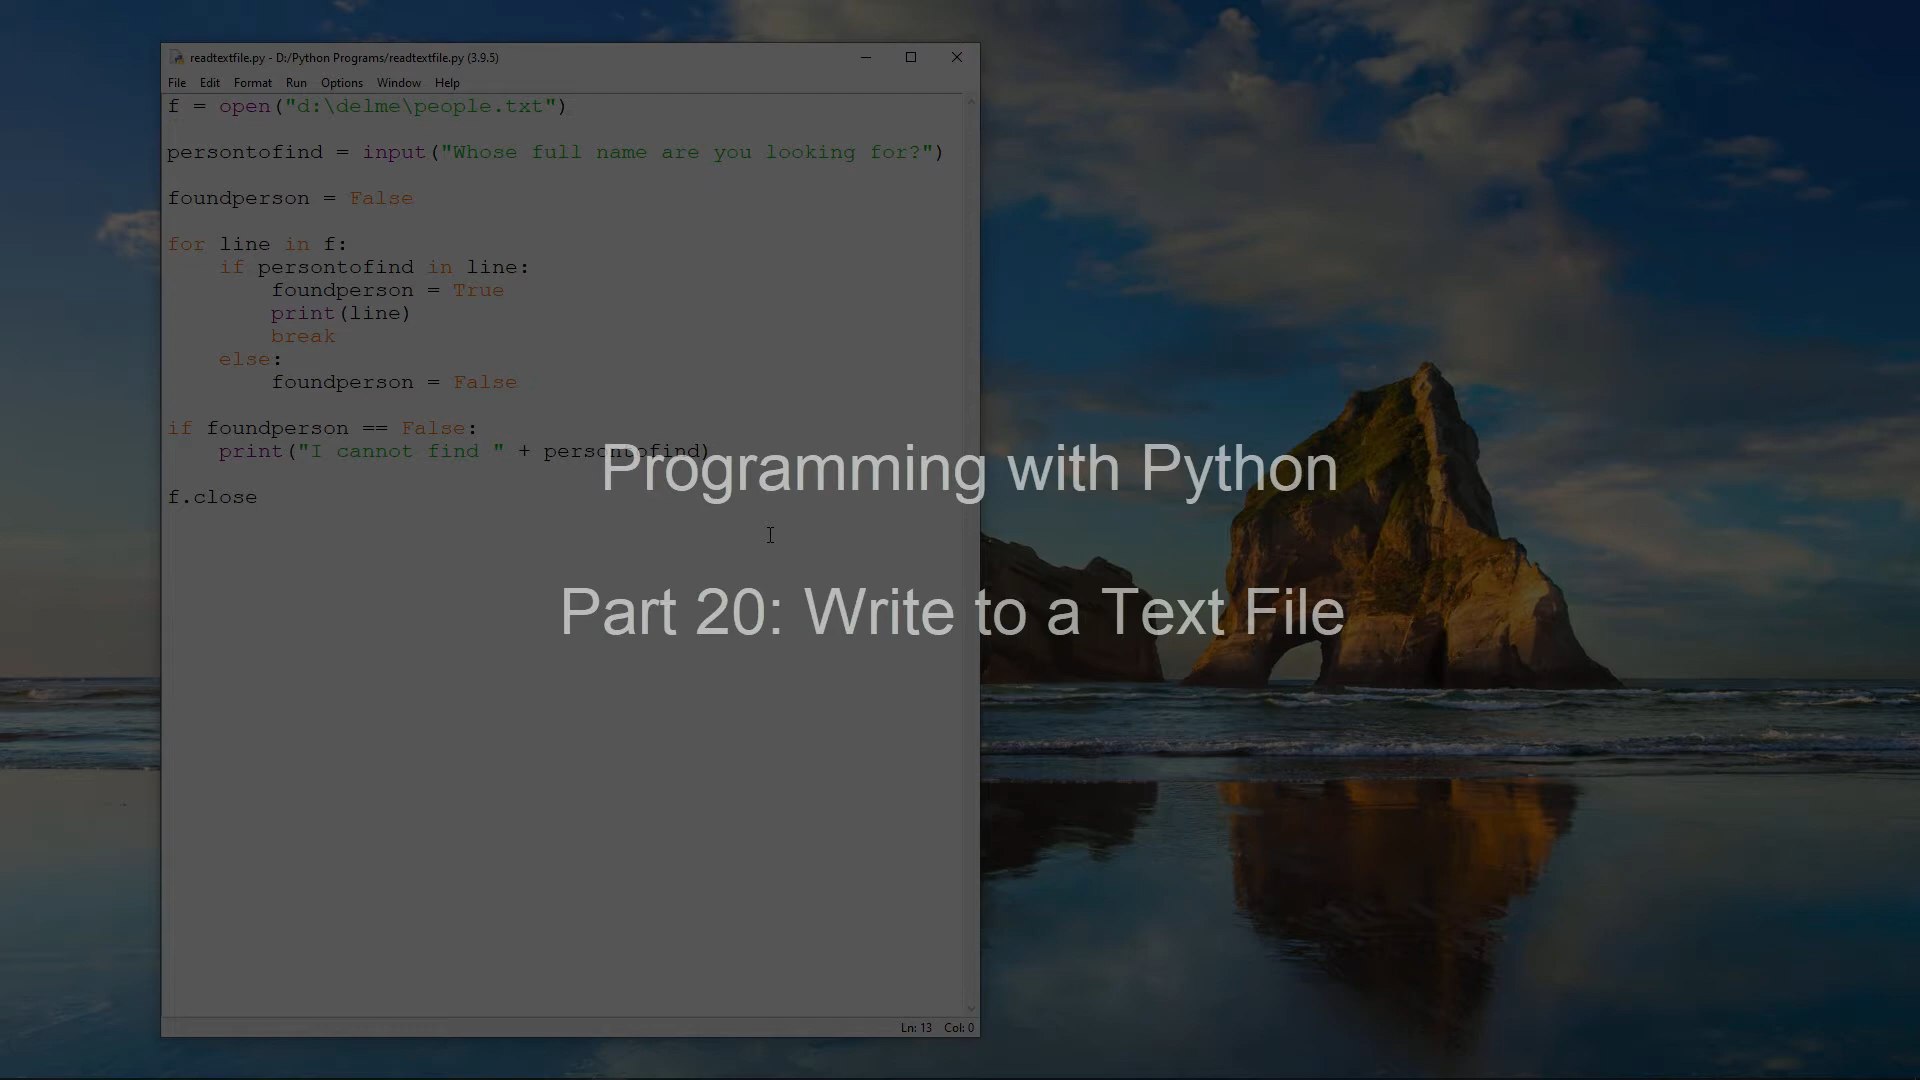 readtextfile.py - D:/Python Programs/readtextfile.py (3.9.5)
File Edit Format Run Options Window Help
f = open("d:\delme\people.txt")
persontofind = input("Whose full name are you looking for?")
foundperson = False
for line in f:
    if persontofind in line:
        foundperson = True
        print(line)
        break
    else:
        foundperson = False
if foundperson == False:
    print("I cannot find " + persontofind)
f.close
Programming with Python
Part 20: Write to a Text File
Ln: 13 Col: 0